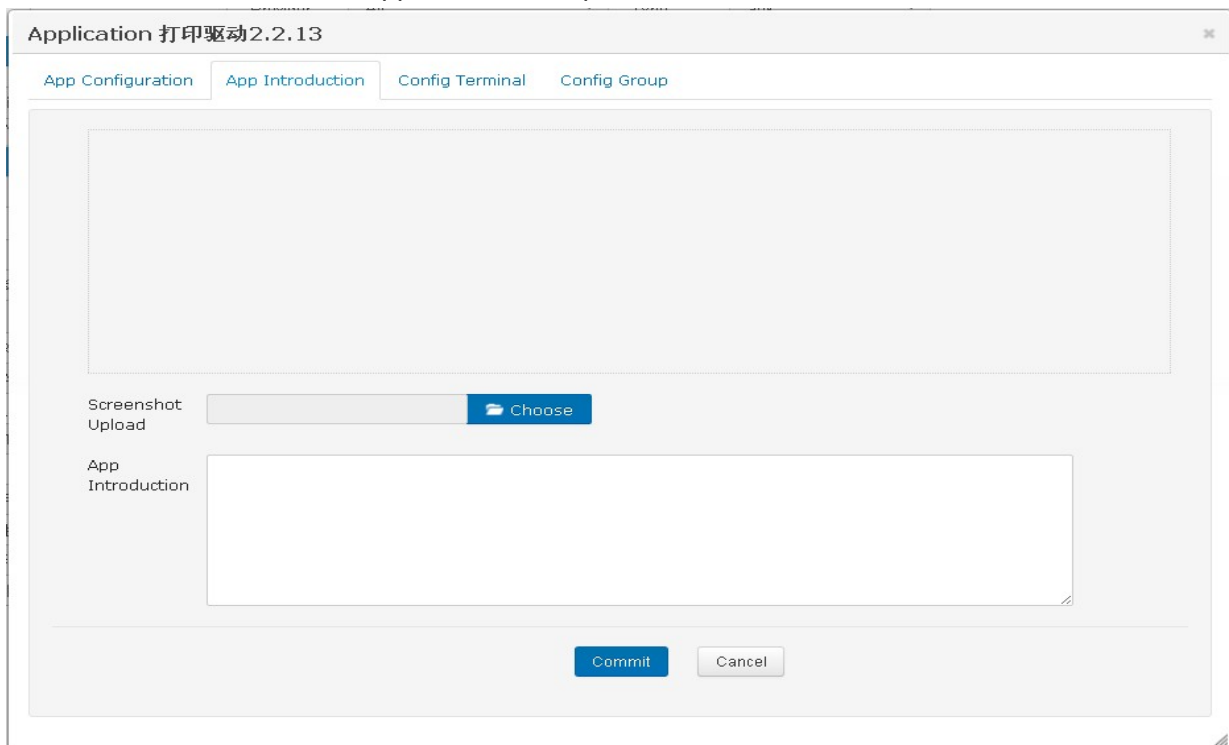 Application 打印驱动2.2.13
App Configuration App Introduction Config Terminal Config Group
Screenshot
Upload
Choose
App
Introduction
Commit Cancel